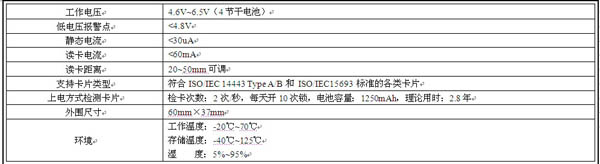 工作电压 4.6V~6.5V（4节干电池）
低电压报警点 <4.8V
静态电流 <30uA
读卡电流 <60mA
读卡距离 20~50mm可调
支持卡片类型 符合 ISO/IEC 14443 Type A/B 和 ISO/IEC15693 标准的各类卡片
上电方式检测卡片 检卡次数：2 次/秒，每天开 10 次锁，电池容量：1250mAh，理论用时：2.8 年
外围尺寸 60mm×37mm
环境 工作温度：-20℃~70℃
存储温度：-40℃~125℃
湿 度：5%~95%